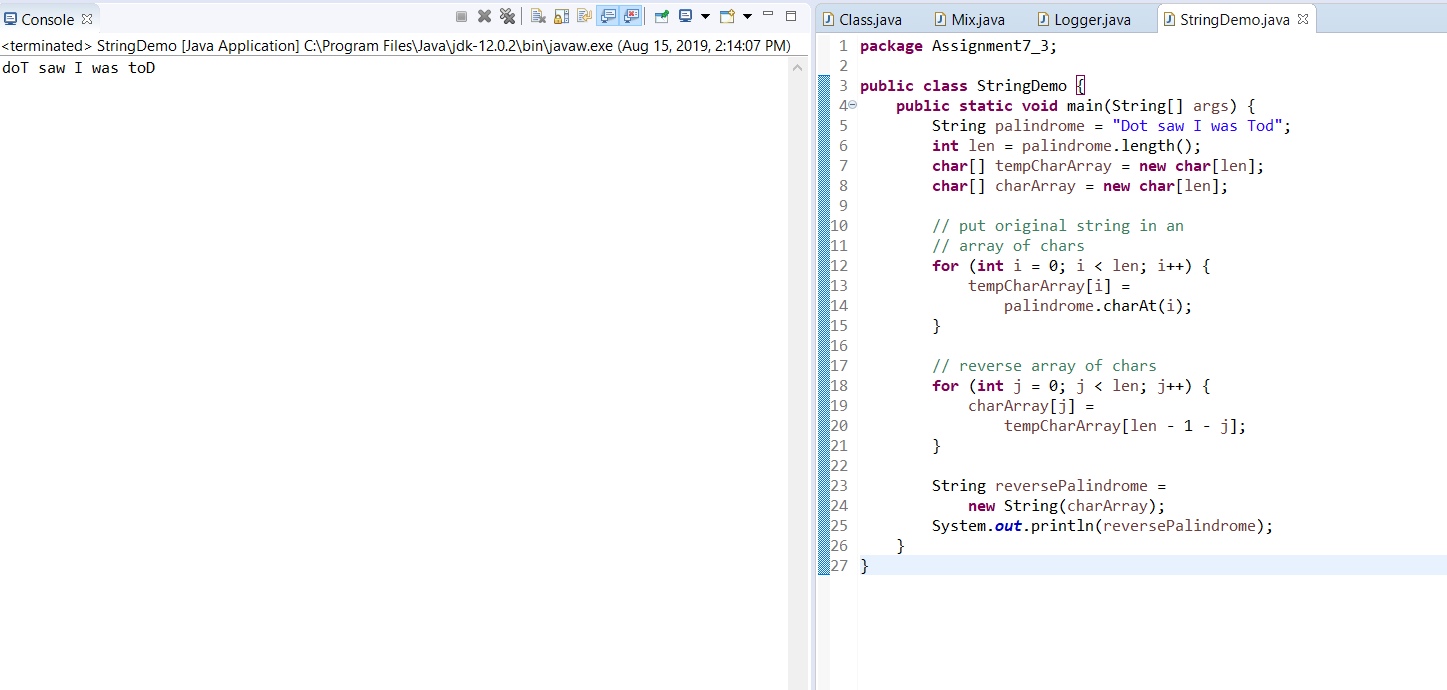 Console
<terminated> StringDemo [Java Application] C:\Program Files\Java\jdk-12.0.2\bin\javaw.exe (Aug 15, 2019, 2:14:07 PM)
doT saw I was toD
Class.java Mix.java Logger.java StringDemo.java
1 package Assignment7_3;
2
3 public class StringDemo {
4     public static void main(String[] args) {
5         String palindrome = "Dot saw I was Tod";
6         int len = palindrome.length();
7         char[] tempCharArray = new char[len];
8         char[] charArray = new char[len];
9
10         // put original string in an
11         // array of chars
12         for (int i = 0; i < len; i++) {
13             tempCharArray[i] =
14                 palindrome.charAt(i);
15         }
16
17         // reverse array of chars
18         for (int j = 0; j < len; j++) {
19             charArray[j] =
20                 tempCharArray[len - 1 - j];
21         }
22
23         String reversePalindrome =
24             new String(charArray);
25         System.out.println(reversePalindrome);
26     }
27 }